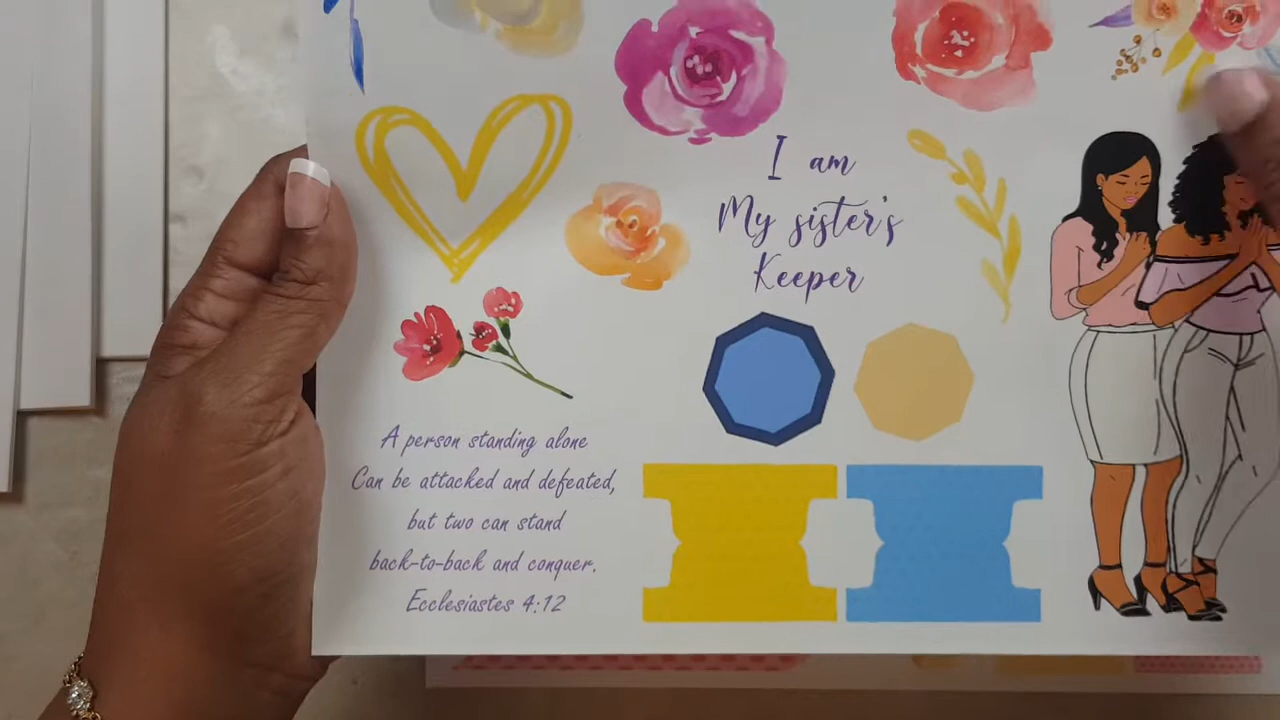 I am
My sister's
Keeper
A person standing alone
Can be attacked and defeated,
but two can stand
back-to-back and conquer.
Ecclesiastes 4:12